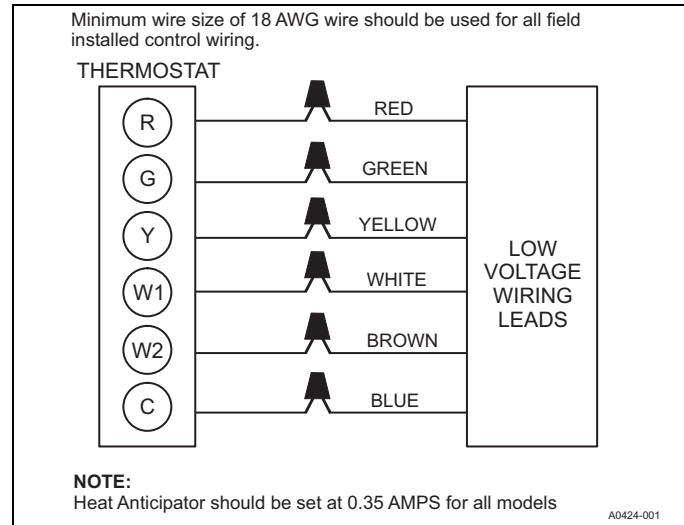 Minimum wire size of 18 AWG wire should be used for all field
installed control wiring.
THERMOSTAT
R
RED
G
GREEN
Y
YELLOW
W1
WHITE
W2
BROWN
C
BLUE
LOW
VOLTAGE
WIRING
LEADS
NOTE:
Heat Anticipator should be set at 0.35 AMPS for all models
A0424-001